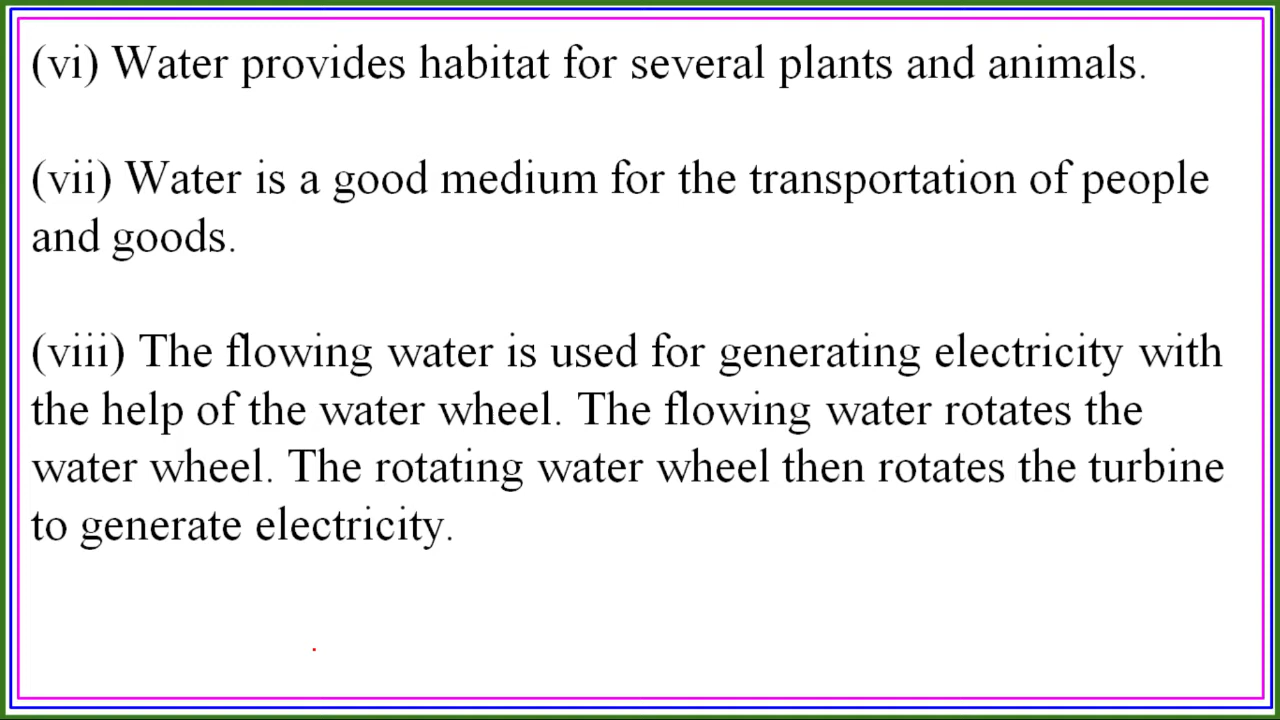 (vi) Water provides habitat for several plants and animals.
(vii) Water is a good medium for the transportation of people
and goods.
(viii) The flowing water is used for generating electricity with
the help of the water wheel. The flowing water rotates the
water wheel. The rotating water wheel then rotates the turbine
to generate electricity.